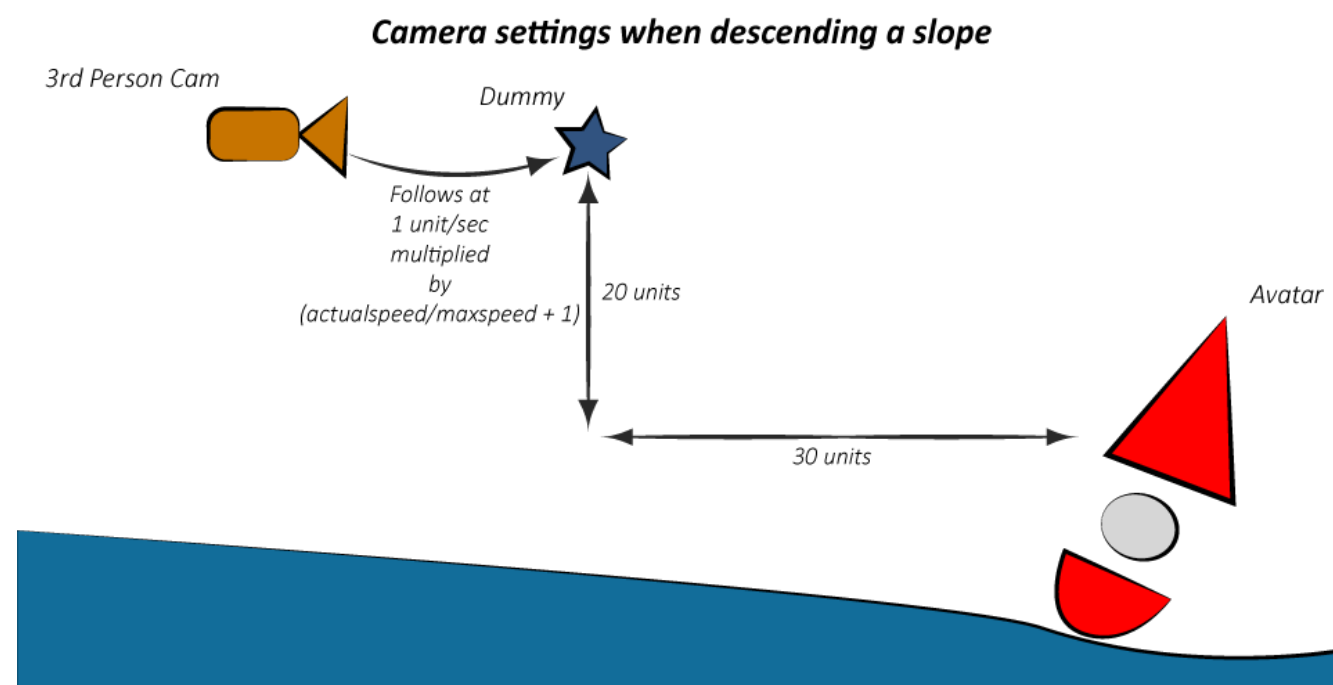 Camera settings when descending a slope
3rd Person Cam
Dummy
Follows at
1 unit/sec
multiplied
by
(actualspeed/maxspeed + 1)
20 units
Avatar
30 units